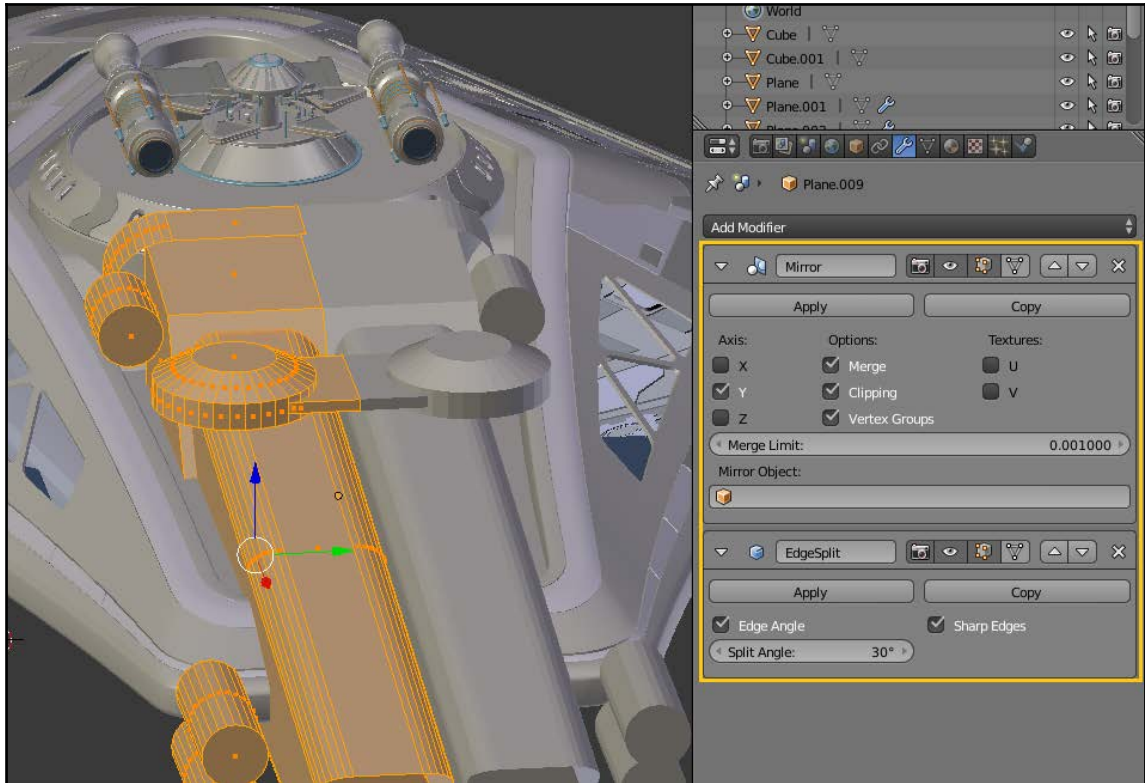 World
Cube
Cube.001
Plane
Plane.001
Plane.009
Add Modifier
Mirror
Apply Copy
Axis: Options: Textures:
X Merge U
Y Clipping V
Z Vertex Groups
Merge Limit: 0.001000
Mirror Object:
EdgeSplit
Apply Copy
Edge Angle Sharp Edges
Split Angle: 30°